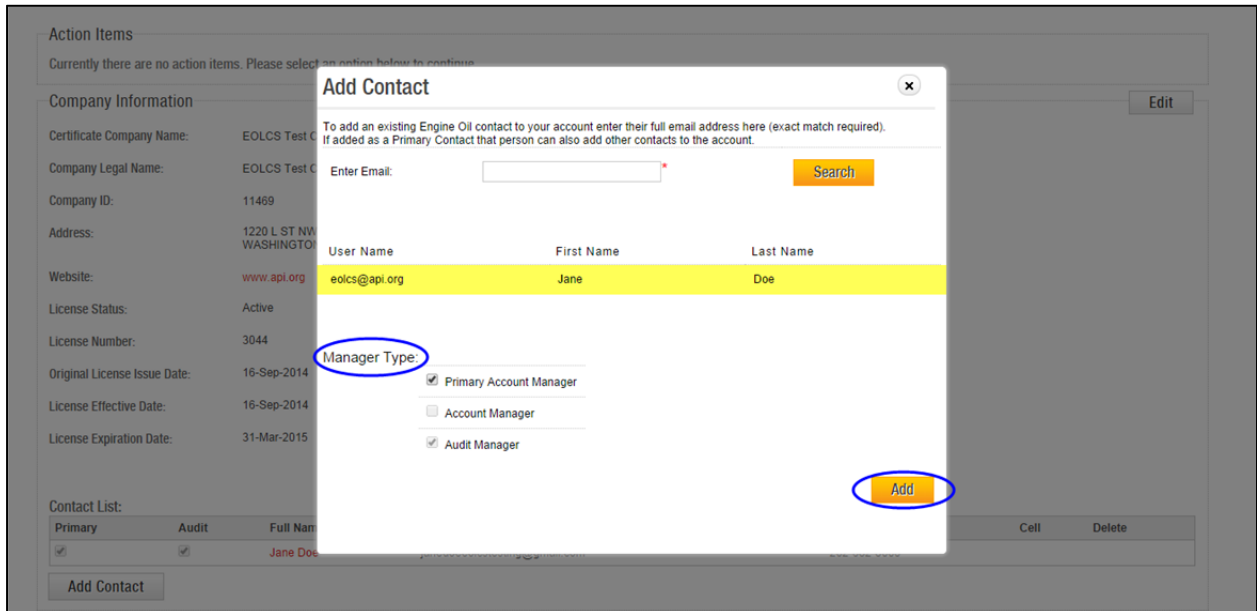 Action Items
Currently there are no action items. Please select an option below to continue
Company Information
Edit
Certificate Company Name: EOLCS Test C
Company Legal Name: EOLCS Test C
Company ID: 11469
Address: 1220 L ST NW
WASHINGTO
Website: www.api.org
License Status: Active
License Number: 3044
Original License Issue Date: 16-Sep-2014
License Effective Date: 16-Sep-2014
License Expiration Date: 31-Mar-2015
Contact List:
Primary Audit Full Nam Cell Delete
Jane Doe
Add Contact
Add Contact
x
To add an existing Engine Oil contact to your account enter their full email address here (exact match required).
If added as a Primary Contact that person can also add other contacts to the account.
Enter Email: * Search
User Name First Name Last Name
eolcs@api.org Jane Doe
Manager Type:
Primary Account Manager
Account Manager
Audit Manager
Add